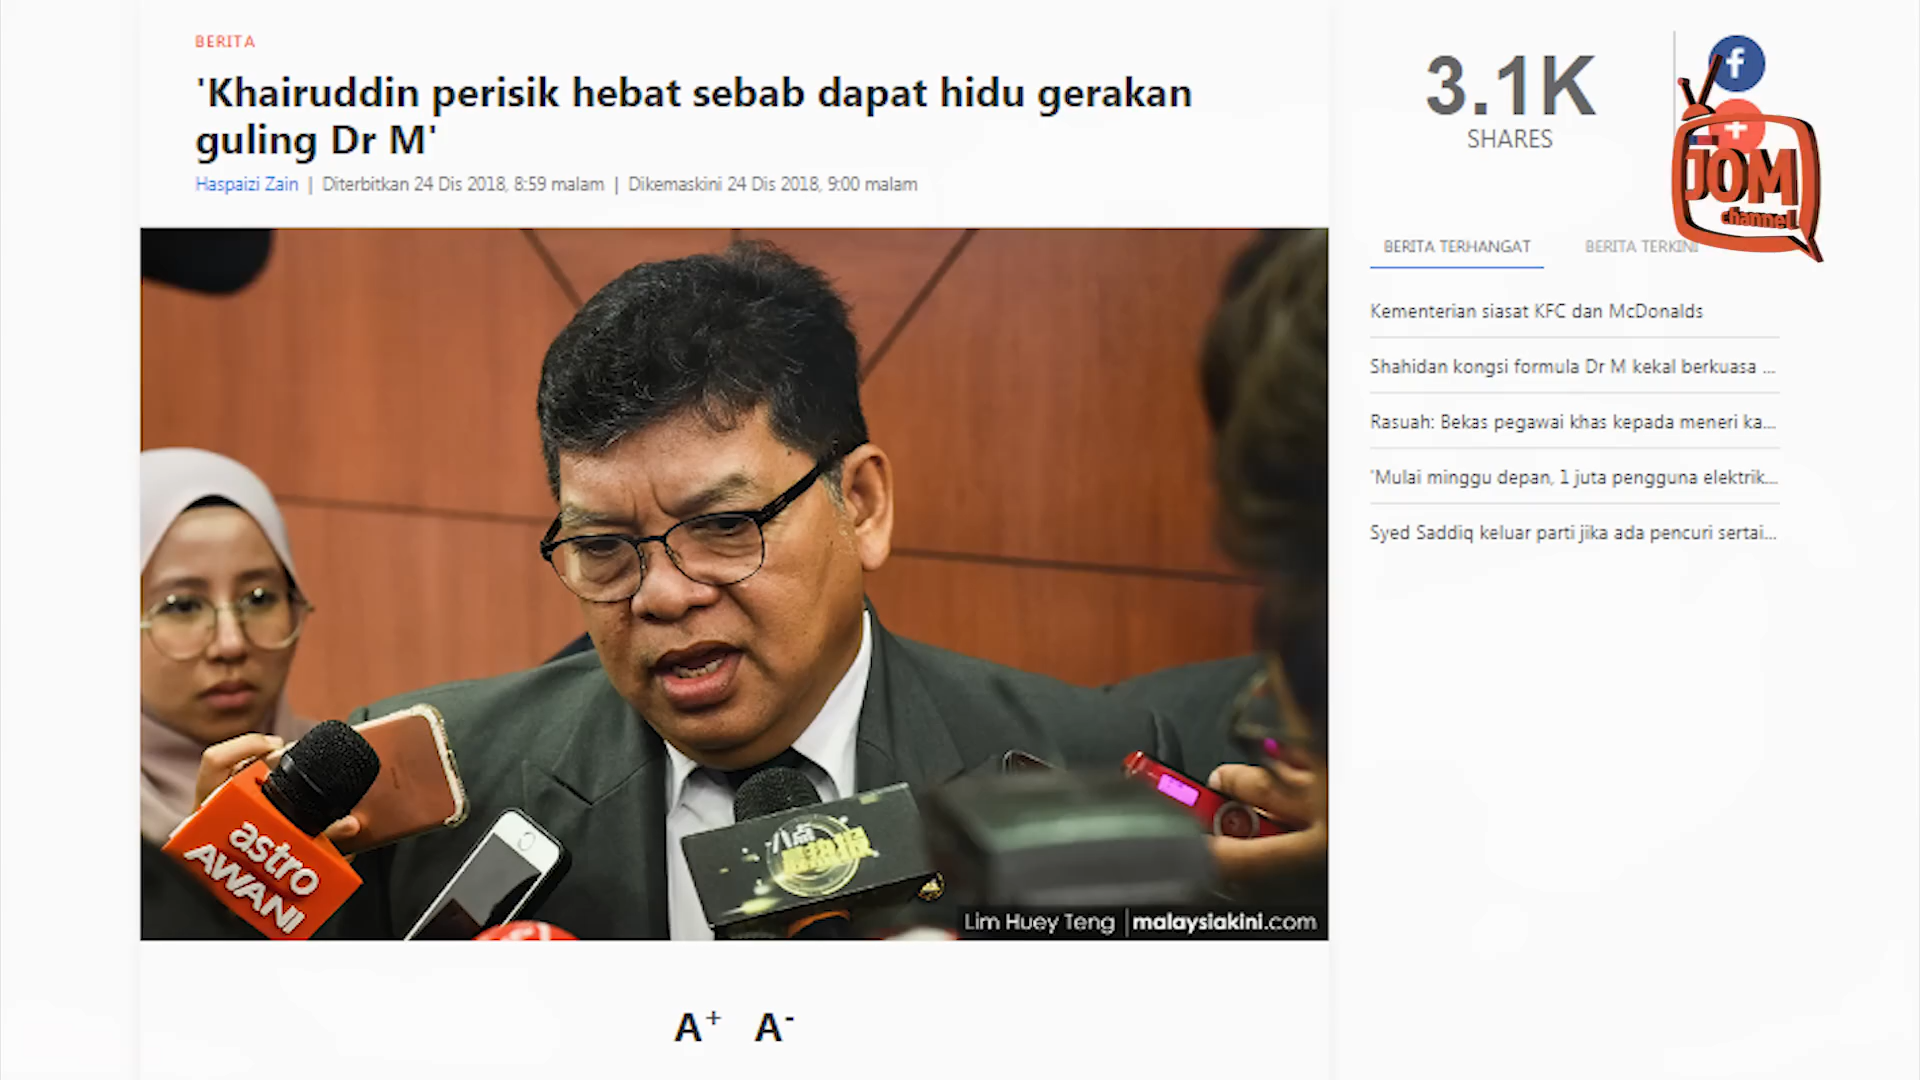 BERITA
'Khairuddin perisik hebat sebab dapat hidu gerakan
guling Dr M'
Haspaizi Zain | Diterbitkan 24 Dis 2018, 8:59 malam | Dikemaskini 24 Dis 2018, 9:00 malam
3.1K
SHARES
f
+
JOM
channel
BERITA TERHANGAT
BERITA TERKINI
Kementerian siasat KFC dan McDonalds
Shahidan kongsi formula Dr M kekal berkuasa ...
Rasuah: Bekas pegawai khas kepada meneri ka...
'Mulai minggu depan, 1 juta pengguna elektrik...
Syed Saddiq keluar parti jika ada pencuri sertai...
astro
AWANI
Lim Huey Teng | malaysiakini.com
A+ A-